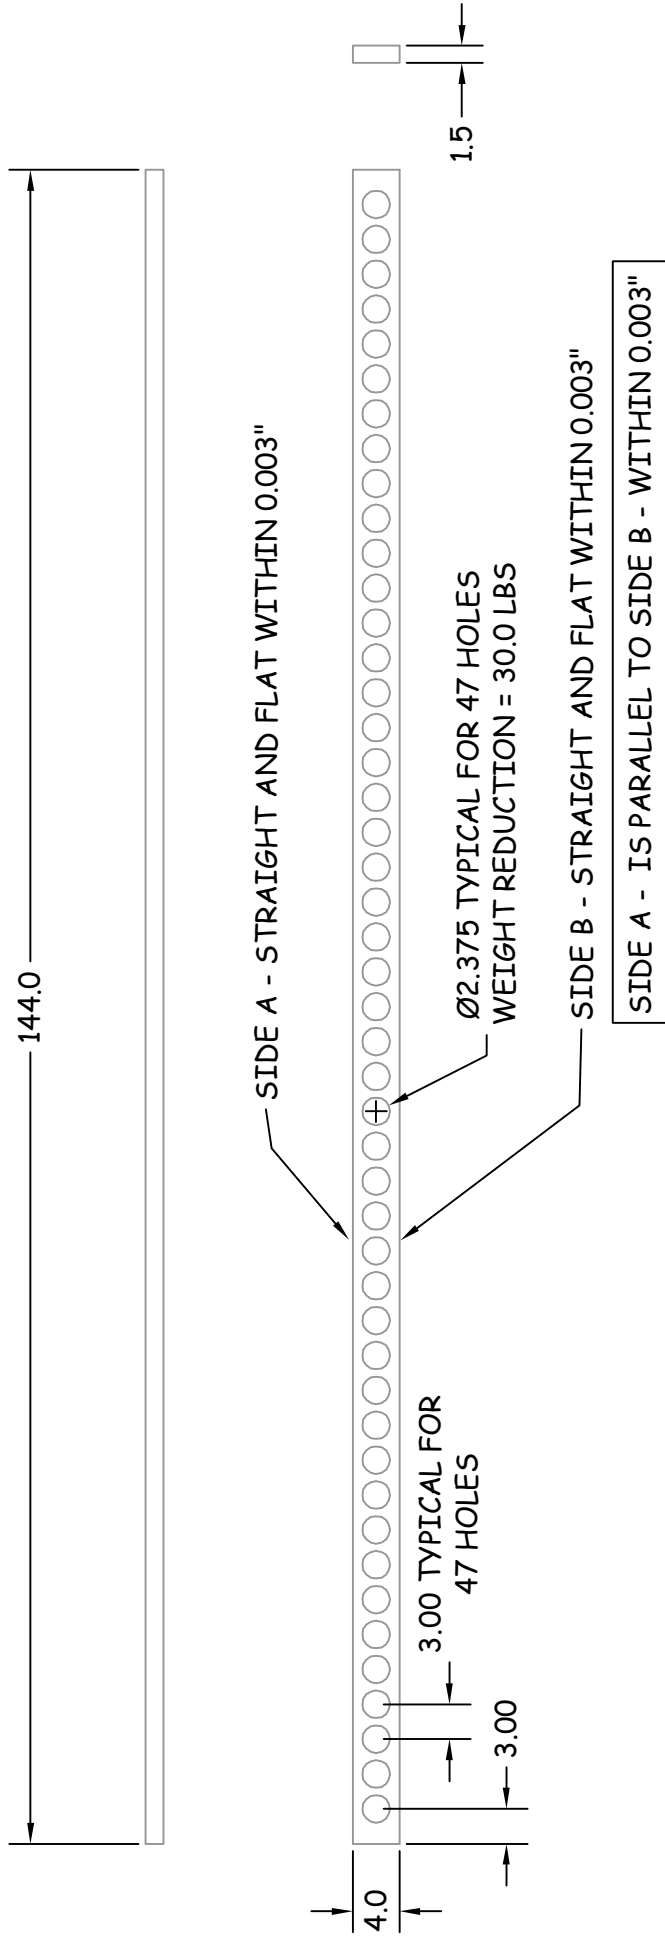 144.0
1.5
SIDE A - STRAIGHT AND FLAT WITHIN 0.003"
Ø2.375 TYPICAL FOR 47 HOLES
WEIGHT REDUCTION = 30.0 LBS
3.00 TYPICAL FOR
47 HOLES
3.00
4.0
SIDE B - STRAIGHT AND FLAT WITHIN 0.003"
SIDE A - IS PARALLEL TO SIDE B - WITHIN 0.003"